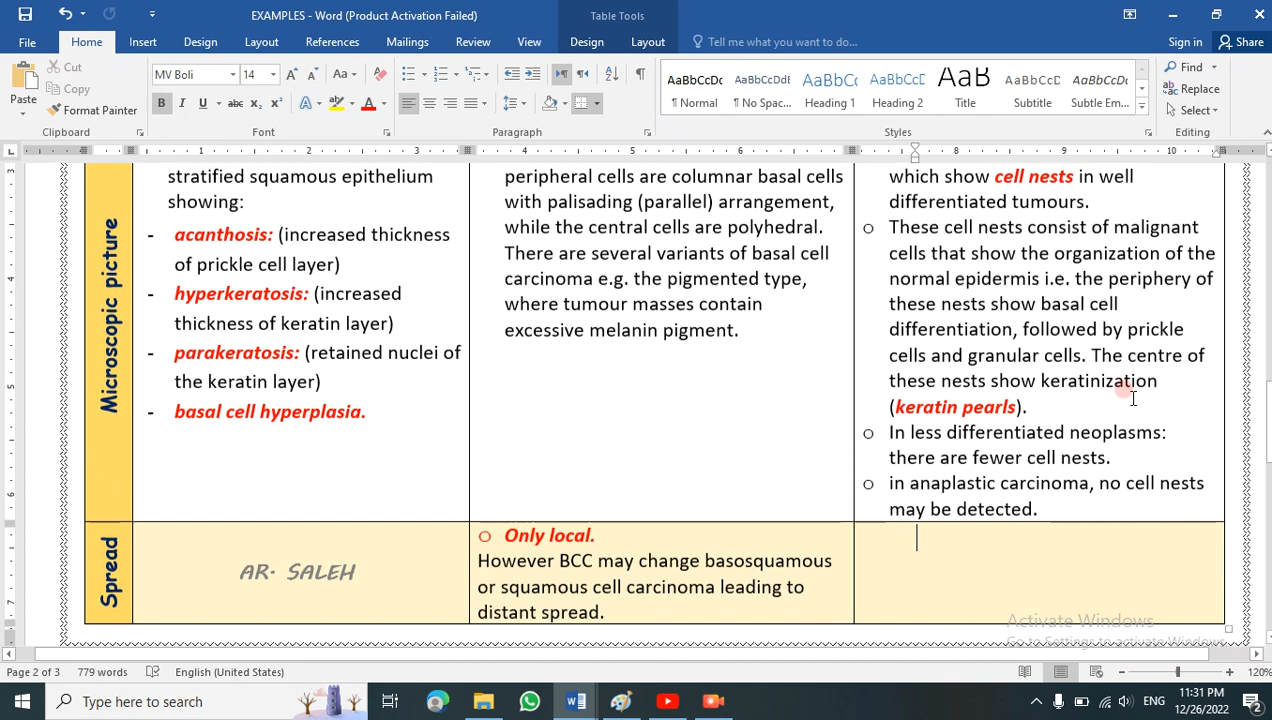 EXAMPLES - Word (Product Activation Failed)
Table Tools
File
Home
Insert
Design
Layout
References
Mailings
Review
View
Design
Layout
Tell me what you want to do...
Sign in
Share
Paste
Cut
Copy
Format Painter
Clipboard
MV Boli
14
Font
Paragraph
AaBbCcDc
¶ Normal
AaBbCcDdE
¶ No Spac...
AaBbCc
Heading 1
AaBbCcD
Heading 2
AaB
Title
AaBbCcD
Subtitle
AaBbCcDc
Subtle Em...
Styles
Find
Replace
Select
Editing
Microscopic picture
stratified squamous epithelium
showing:
- acanthosis: (increased thickness
of prickle cell layer)
- hyperkeratosis: (increased
thickness of keratin layer)
- parakeratosis: (retained nuclei of
the keratin layer)
- basal cell hyperplasia.
peripheral cells are columnar basal cells
with palisading (parallel) arrangement,
while the central cells are polyhedral.
There are several variants of basal cell
carcinoma e.g. the pigmented type,
where tumour masses contain
excessive melanin pigment.
which show cell nests in well
differentiated tumours.
o These cell nests consist of malignant
cells that show the organization of the
normal epidermis i.e. the periphery of
these nests show basal cell
differentiation, followed by prickle
cells and granular cells. The centre of
these nests show keratinization
(keratin pearls).
o In less differentiated neoplasms:
there are fewer cell nests.
o in anaplastic carcinoma, no cell nests
may be detected.
Spread
AR. SALEH
o Only local.
However BCC may change basosquamous
or squamous cell carcinoma leading to
distant spread.
Activate Windows
Go to Settings to activate Windows.
Page 2 of 3
779 words
English (United States)
120%
Type here to search
ENG
11:31 PM
12/26/2022
2